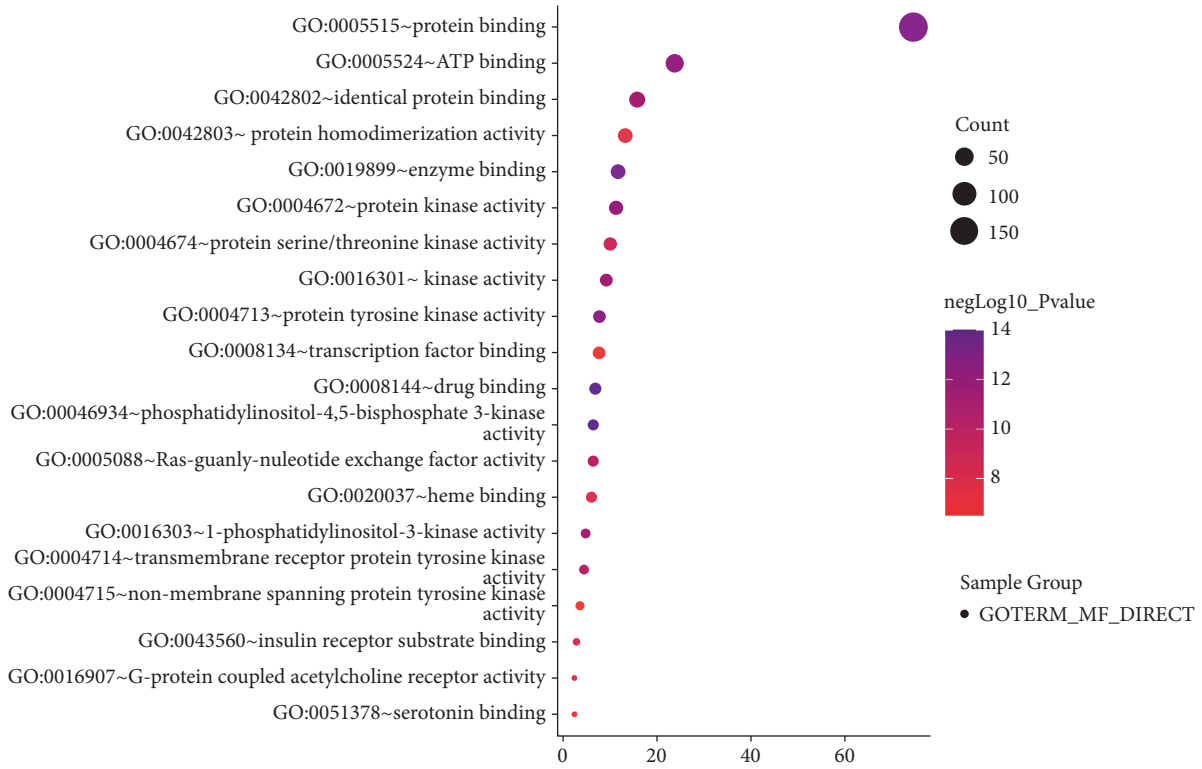 GO:0005515~protein binding
GO:0005524~ATP binding
GO:0042802~identical protein binding
GO:0042803~ protein homodimerization activity
GO:0019899~enzyme binding
GO:0004672~protein kinase activity
GO:0004674~protein serine/threonine kinase activity
GO:0016301~ kinase activity
GO:0004713~protein tyrosine kinase activity
GO:0008134~transcription factor binding
GO:0008144~drug binding
GO:00046934~phosphatidylinositol-4,5-bisphosphate 3-kinase
activity
GO:0005088~Ras-guanly-nuleotide exchange factor activity
GO:0020037~heme binding
GO:0016303~1-phosphatidylinositol-3-kinase activity
GO:0004714~transmembrane receptor protein tyrosine kinase
activity
GO:0004715~non-membrane spanning protein tyrosine kinase
activity
GO:0043560~insulin receptor substrate binding
GO:0016907~G-protein coupled acetylcholine receptor activity
GO:0051378~serotonin binding
0 20 40 60
Count
50
100
150
negLog10_Pvalue
14
12
10
8
Sample Group
GOTERM_MF_DIRECT